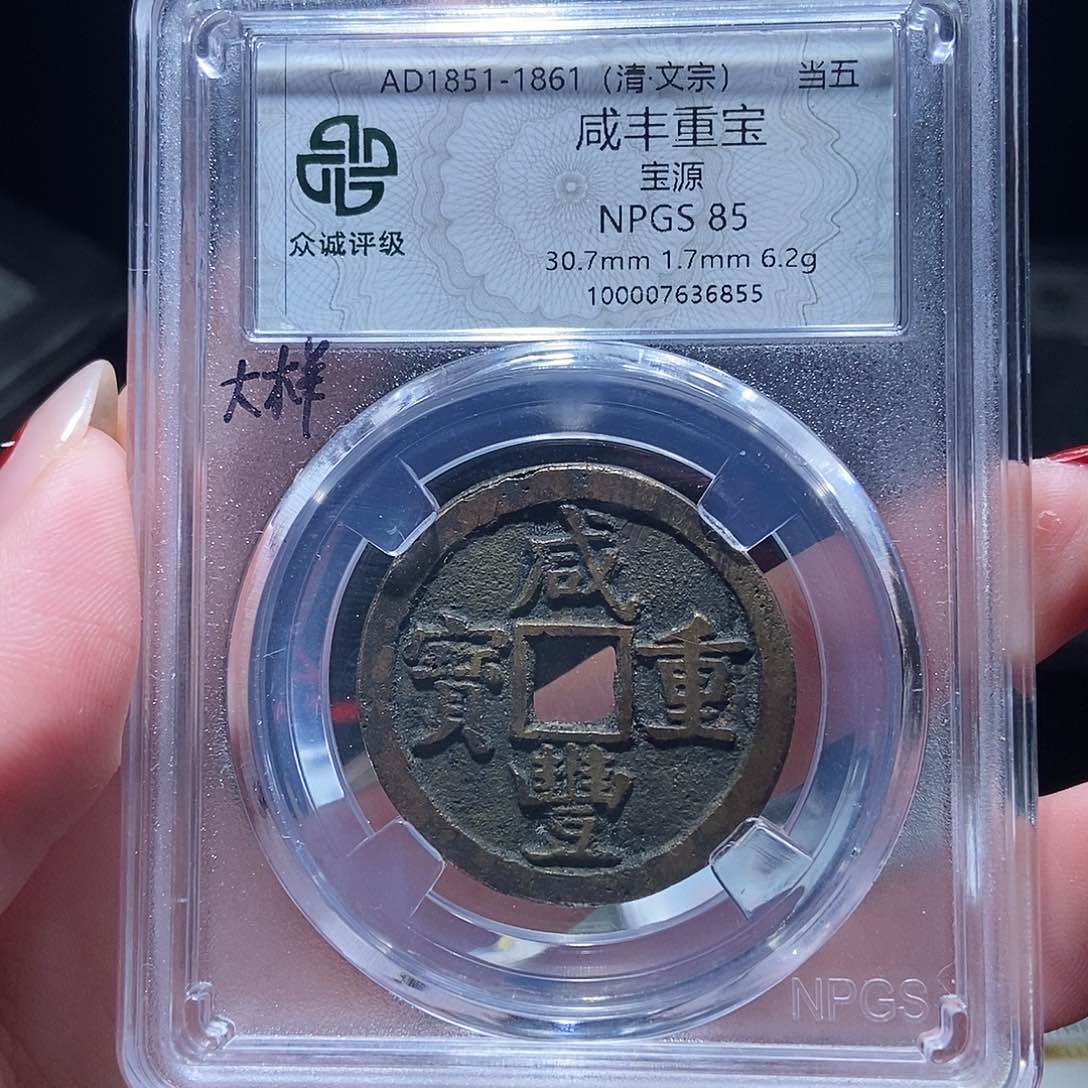 AD1851-1861（清·文宗） 当五
咸丰重宝
宝源
NPGS 85
30.7mm 1.7mm 6.2g
100007636855
众诚评级
大样
咸
豐
重
寶
NPGS